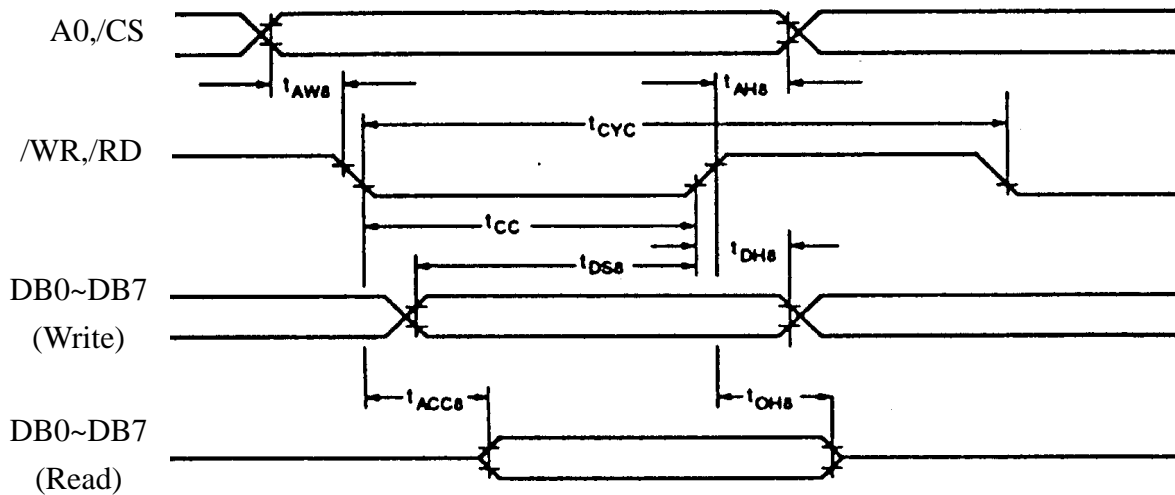 A0,/CS
tAW8
tAH8
tCYC
/WR,/RD
tCC
tDH8
tDS8
DB0~DB7
(Write)
tACC8
tOH8
DB0~DB7
(Read)